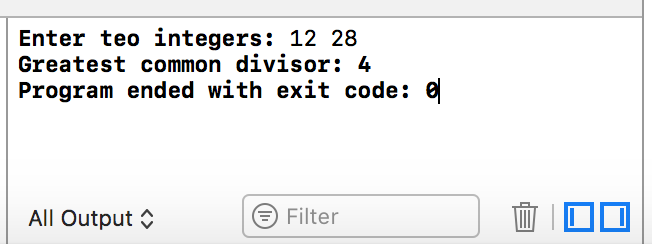 Enter teo integers: 12 28
Greatest common divisor: 4
Program ended with exit code: 0
All Output
Filter